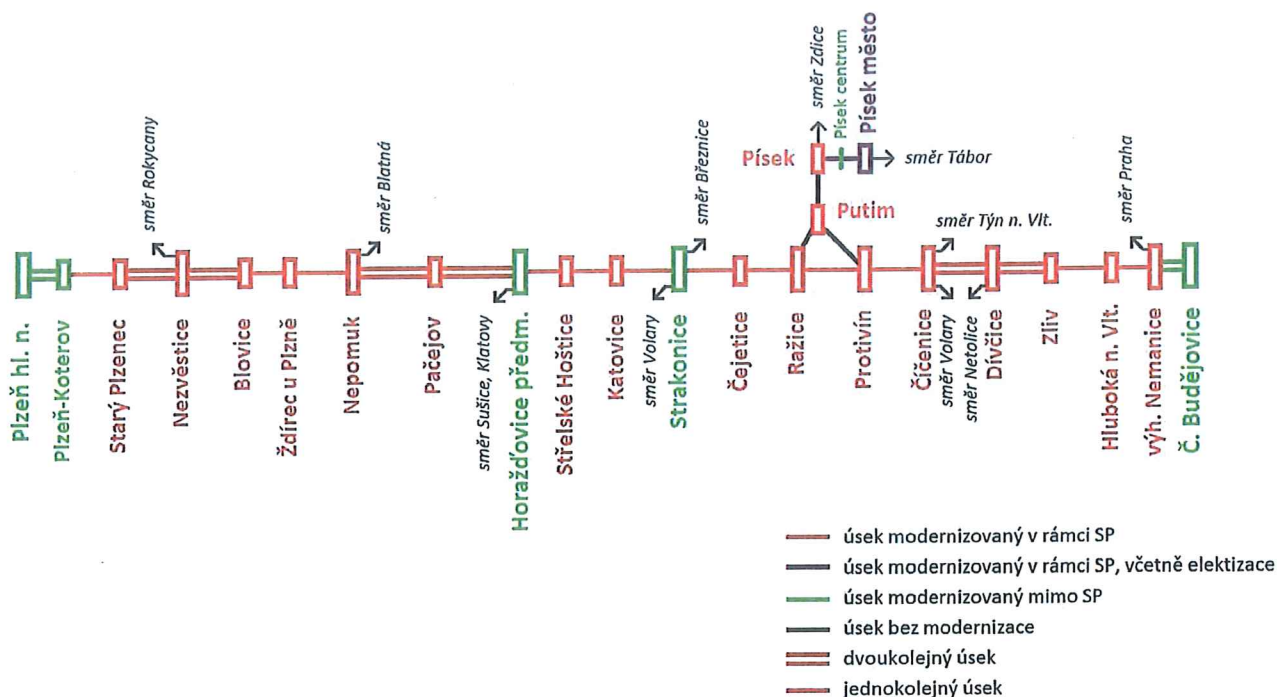 směr Zdice
Písek centrum
Písek město
Písek
směr Tábor
Putim
směr Rokycany
směr Blatná
směr Březnice
směr Týn n. Vlt.
směr Praha
Plzeň hl. n.
Plzeň-Koterov
Starý Plzenec
Nezvěstice
Blovice
Ždírec u Plzně
Nepomuk
Pačejov
směr Sušice, Klatovy
Horažďovice předm.
Střelské Hoštice
Katovice
směr Volary
Strakonice
Čejetice
Ražice
Protivín
Číčenice
směr Volary
směr Netolice
Dívčice
Zliv
Hluboká n. Vlt.
výh. Nemanice
Č. Budějovice
úsek modernizovaný v rámci SP
úsek modernizovaný v rámci SP, včetně elektizace
úsek modernizovaný mimo SP
úsek bez modernizace
dvoukolejný úsek
jednokolejný úsek